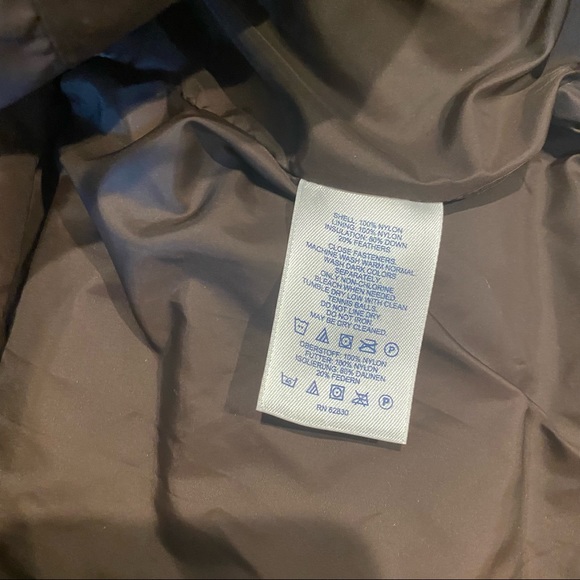 SHELL: 100% NYLON
LINING: 100% NYLON
INSULATION: 80% DOWN
20% FEATHERS
CLOSE FASTENERS.
MACHINE WASH WARM NORMAL.
WASH DARK COLORS
SEPARATELY.
ONLY NON-CHLORINE
BLEACH WHEN NEEDED.
TUMBLE DRY LOW WITH CLEAN
TENNIS BALLS.
DO NOT LINE DRY
DO NOT IRON.
MAY BE DRY CLEANED.
P
OBERSTOFF: 100% NYLON
FUTTER: 100% NYLON
ISOLIERUNG: 80% DAUNEN,
20% FEDERN
P
RN 62830